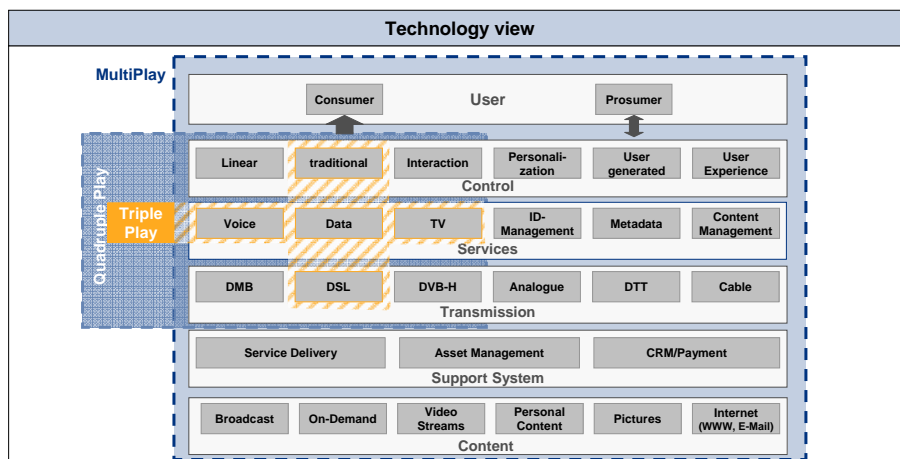 Technology view
MultiPlay
Consumer
User
Prosumer
Linear
traditional
Interaction
Personali-
zation
User
generated
User
Experience
Control
Quadruple Play
Triple
Play
Voice
Data
TV
ID-
Management
Metadata
Content
Management
Services
DMB
DSL
DVB-H
Analogue
DTT
Cable
Transmission
Service Delivery
Asset Management
CRM/Payment
Support System
Broadcast
On-Demand
Video
Streams
Personal
Content
Pictures
Internet
(WWW, E-Mail)
Content